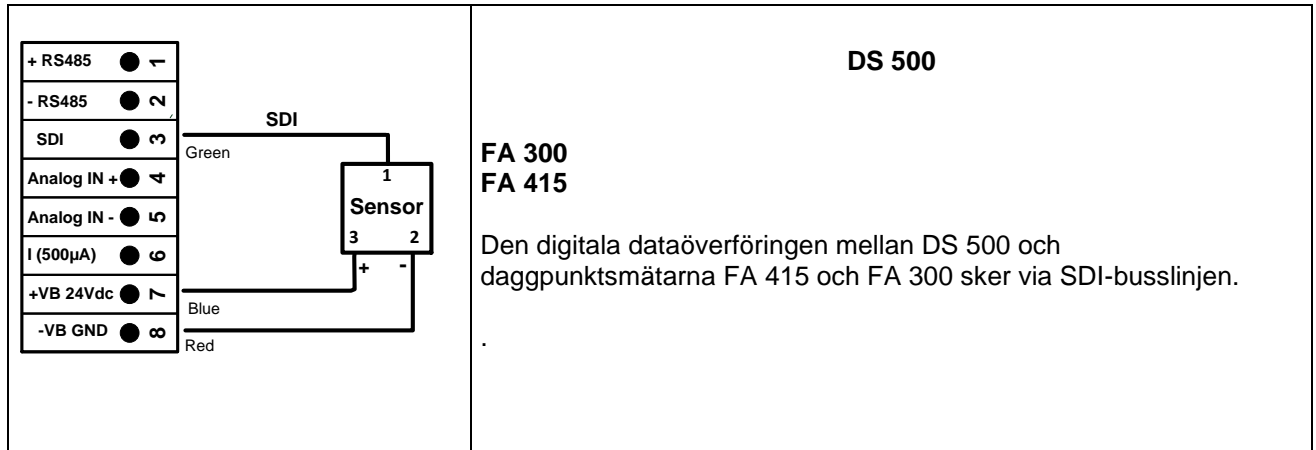 + RS485 1
- RS485 2
SDI 3
Analog IN + 4
Analog IN - 5
I (500µA) 6
+VB 24Vdc 7
-VB GND 8
SDI
Green
1
Sensor
3 2
+ -
Blue
Red
DS 500
FA 300
FA 415
Den digitala dataöverföringen mellan DS 500 och
daggpunktsmätarna FA 415 och FA 300 sker via SDI-busslinjen.
.